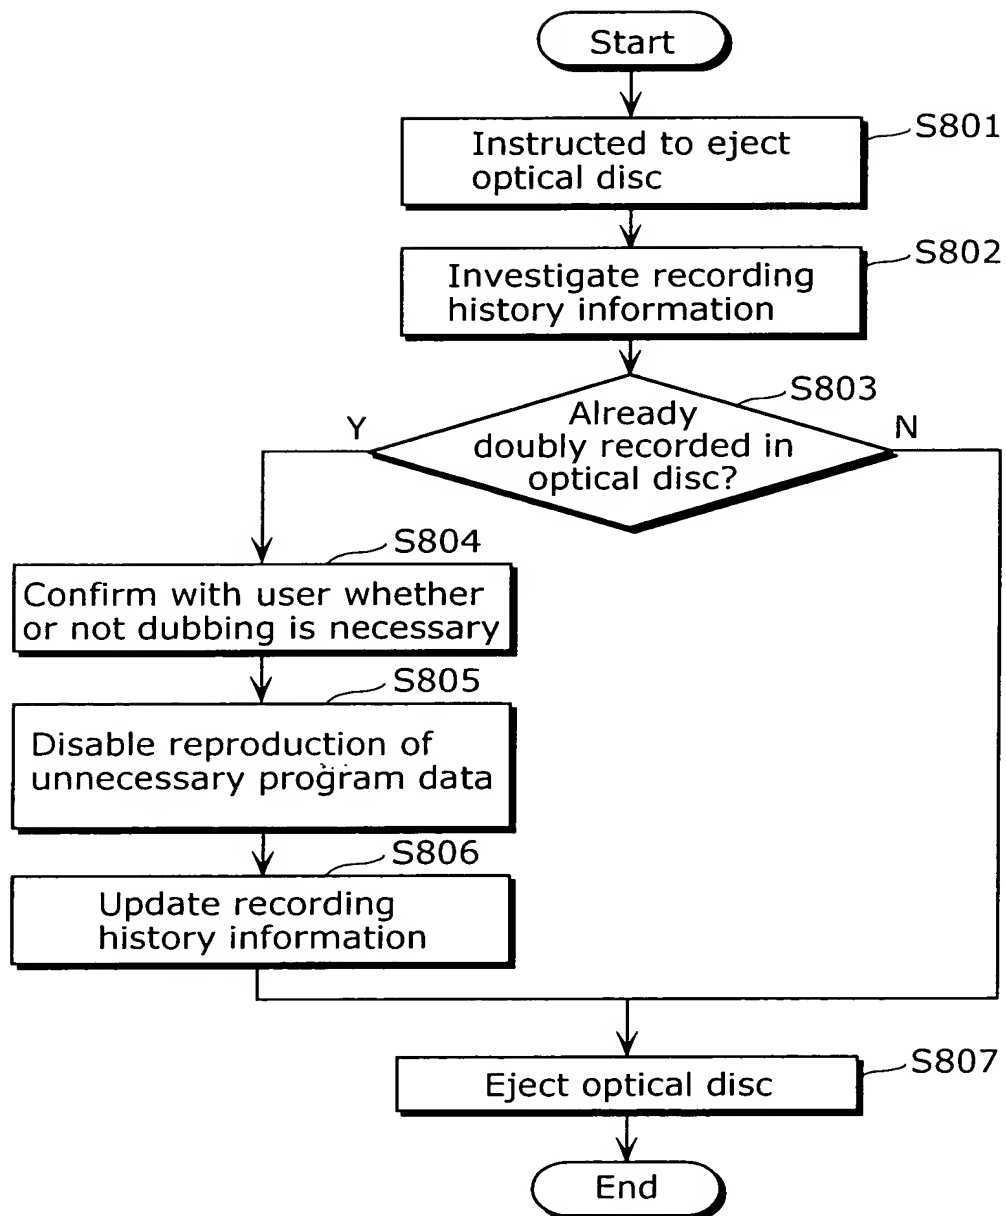 Start
S801
Instructed to eject
optical disc
S802
Investigate recording
history information
S803
Already
doubly recorded in
optical disc?
Y
N
S804
Confirm with user whether
or not dubbing is necessary
S805
Disable reproduction of
unnecessary program data
S806
Update recording
history information
S807
Eject optical disc
End